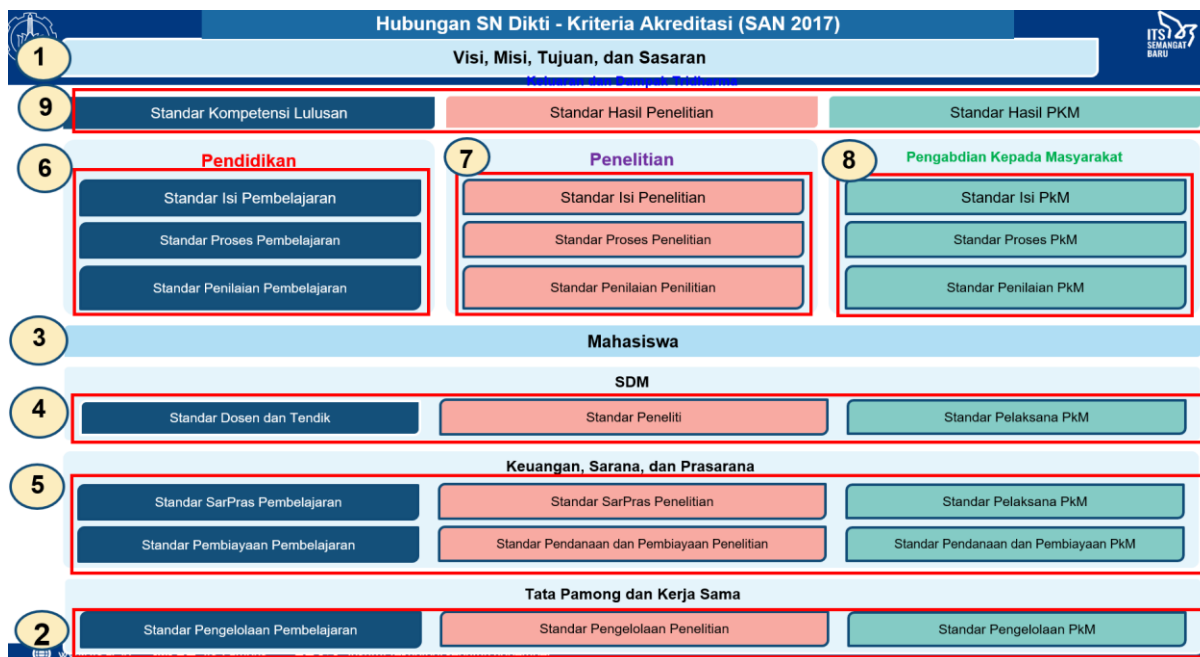 Hubungan SN Dikti - Kriteria Akreditasi (SAN 2017)
ITS
SEMANGAT
BARU
1
Visi, Misi, Tujuan, dan Sasaran
Keluaran dan Dampak Tridharma
9
Standar Kompetensi Lulusan
Standar Hasil Penelitian
Standar Hasil PKM
6
Pendidikan
7
Penelitian
8
Pengabdian Kepada Masyarakat
Standar Isi Pembelajaran
Standar Isi Penelitian
Standar Isi PkM
Standar Proses Pembelajaran
Standar Proses Penelitian
Standar Proses PkM
Standar Penilaian Pembelajaran
Standar Penilaian Penilitian
Standar Penilaian PkM
3
Mahasiswa
SDM
4
Standar Dosen dan Tendik
Standar Peneliti
Standar Pelaksana PkM
Keuangan, Sarana, dan Prasarana
5
Standar SarPras Pembelajaran
Standar SarPras Penelitian
Standar Pelaksana PkM
Standar Pembiayaan Pembelajaran
Standar Pendanaan dan Pembiayaan Penelitian
Standar Pendanaan dan Pembiayaan PkM
Tata Pamong dan Kerja Sama
2
Standar Pengelolaan Pembelajaran
Standar Pengelolaan Penelitian
Standar Pengelolaan PkM